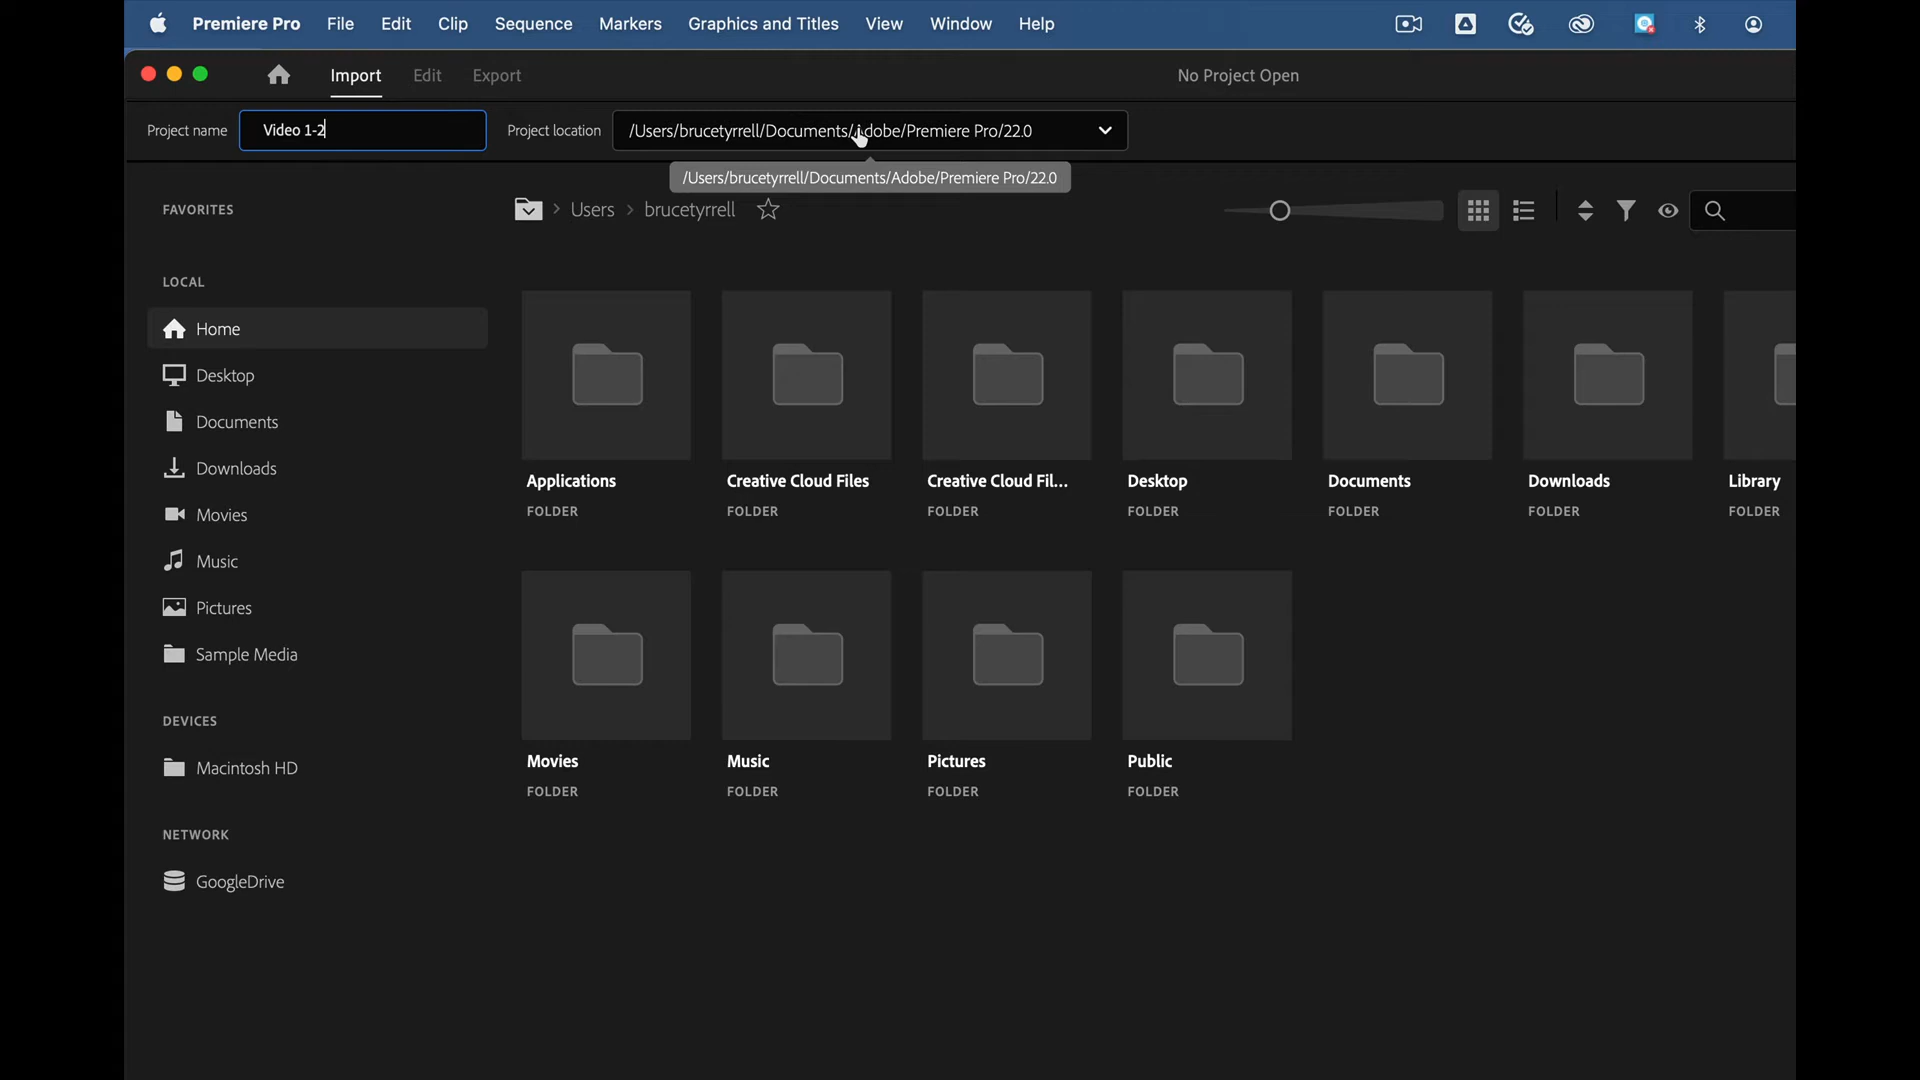 Premiere Pro File Edit Clip Sequence Markers Graphics and Titles View Window Help
Import Edit Export No Project Open
Project name Video 1-2 Project location /Users/brucetyrrell/Documents/Adobe/Premiere Pro/22.0
/Users/brucetyrrell/Documents/Adobe/Premiere Pro/22.0
FAVORITES
Users > brucetyrrell
LOCAL
Home
Desktop
Documents
Downloads
Movies
Music
Pictures
Sample Media
DEVICES
Macintosh HD
NETWORK
GoogleDrive
Applications Creative Cloud Files Creative Cloud Fil... Desktop Documents Downloads Library
FOLDER FOLDER FOLDER FOLDER FOLDER FOLDER FOLDER
Movies Music Pictures Public
FOLDER FOLDER FOLDER FOLDER